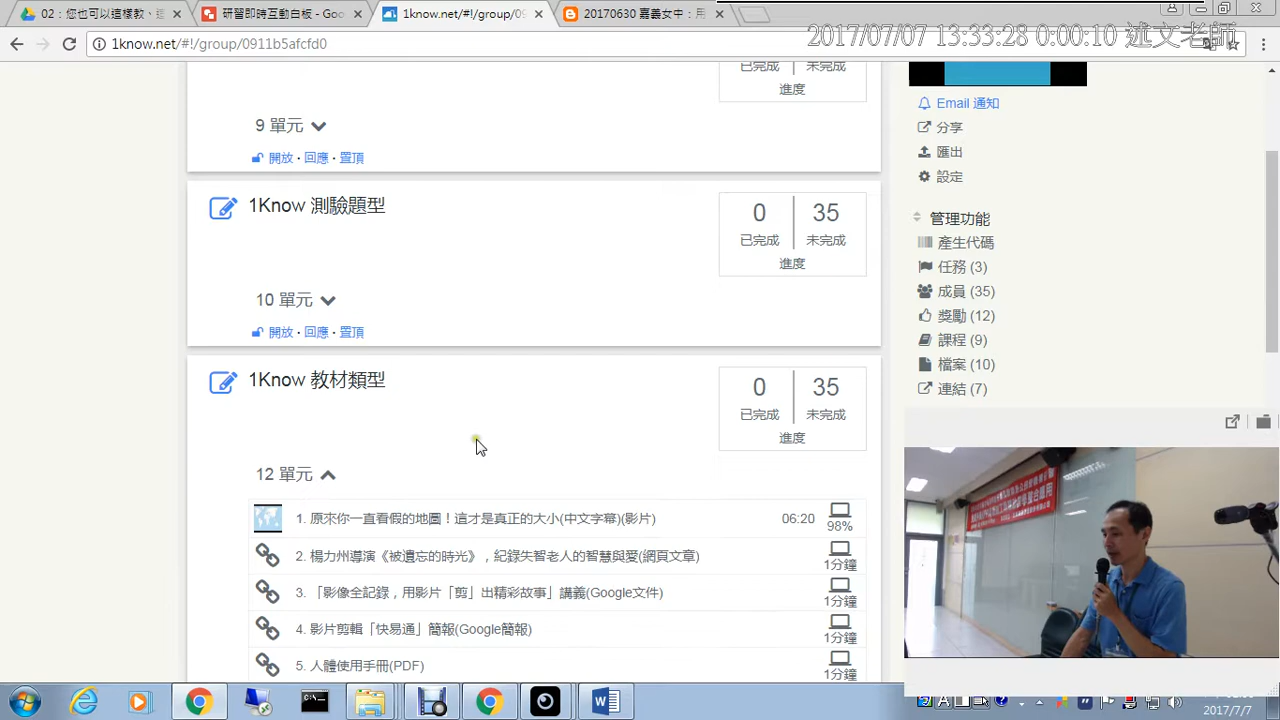 02：您也可以這樣教、這
研習即時互動白板 - Goo
1know.net/#!/group/09
20170630 嘉義女中：用
1know.net/#!/group/0911b5afcfd0
2017/07/07 13:33:28 0:00:10 述文老師
已完成
未完成
進度
9 單元
開放・回應・置頂
1Know 測驗題型
0
35
已完成
未完成
進度
10 單元
開放・回應・置頂
1Know 教材類型
0
35
已完成
未完成
進度
12 單元
1. 原來你一直看假的地圖！這才是真正的大小(中文字幕)(影片)
06:20
98%
2. 楊力州導演《被遺忘的時光》，紀錄失智老人的智慧與愛(網頁文章)
1分鐘
3. 「影像全記錄，用影片「剪」出精彩故事」講義(Google文件)
1分鐘
4. 影片剪輯「快易通」簡報(Google簡報)
1分鐘
5. 人體使用手冊(PDF)
1分鐘
Email 通知
分享
匯出
設定
管理功能
產生代碼
任務 (3)
成員 (35)
獎勵 (12)
課程 (9)
檔案 (10)
連結 (7)
2017/7/7